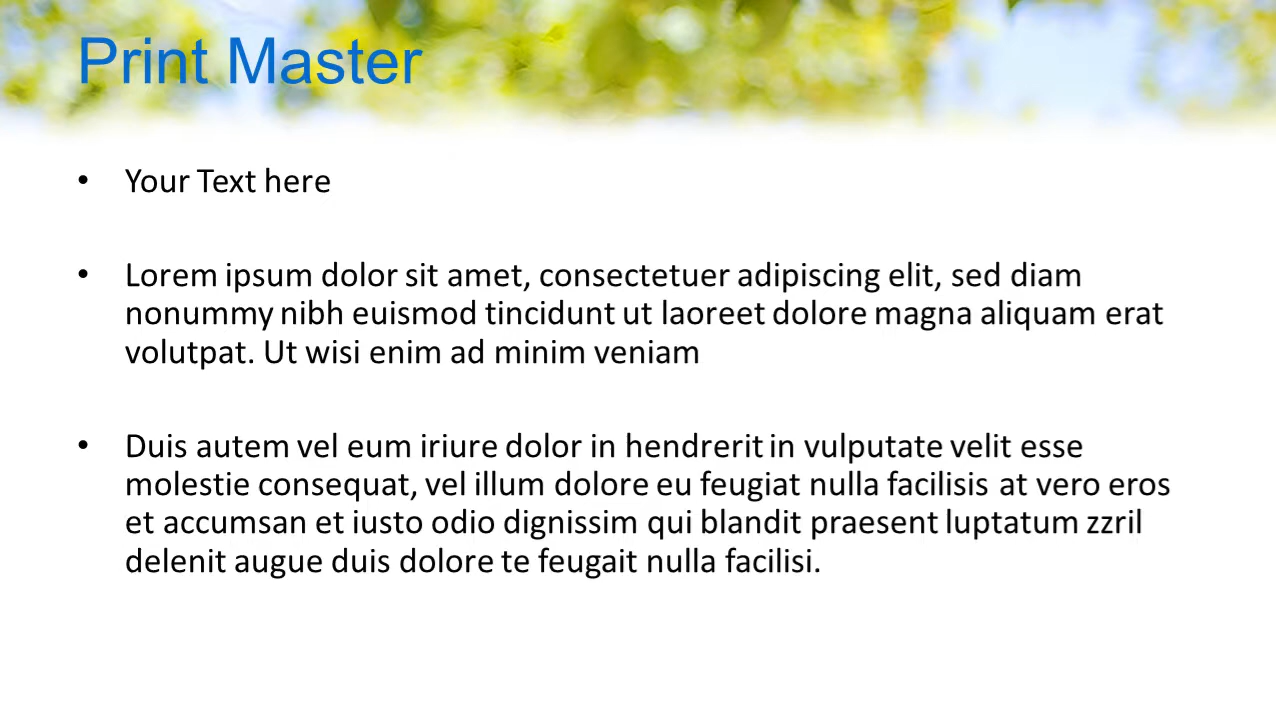 Print Master
• Your Text here
• Lorem ipsum dolor sit amet, consectetuer adipiscing elit, sed diam
nonummy nibh euismod tincidunt ut laoreet dolore magna aliquam erat
volutpat. Ut wisi enim ad minim veniam
• Duis autem vel eum iriure dolor in hendrerit in vulputate velit esse
molestie consequat, vel illum dolore eu feugiat nulla facilisis at vero eros
et accumsan et iusto odio dignissim qui blandit praesent luptatum zzril
delenit augue duis dolore te feugait nulla facilisi.